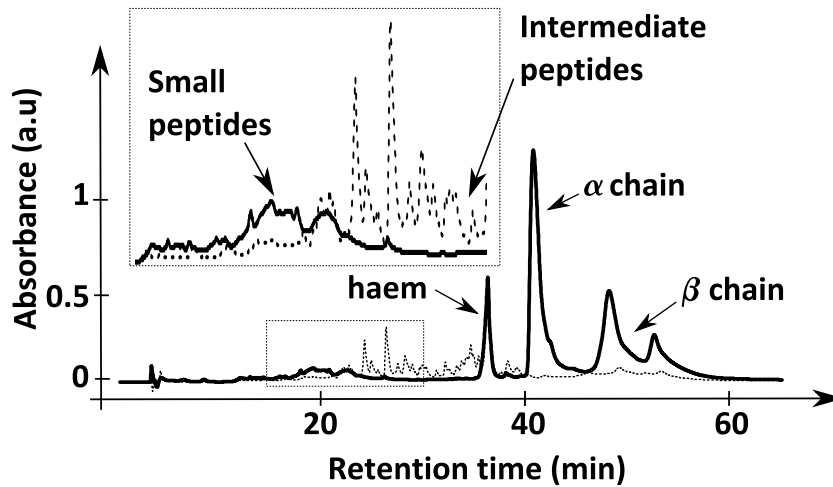 Intermediate
peptides
Small
peptides
α chain
β chain
haem
Absorbance (a.u)
1
0.5
0
20
40
60
Retention time (min)